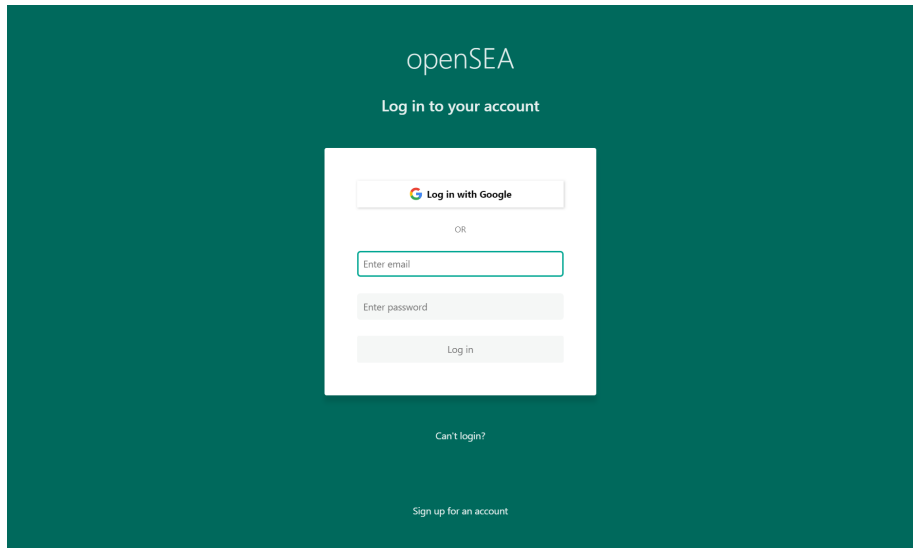 openSEA
Log in to your account
Log in with Google
OR
Enter email
Enter password
Log in
Can't login?
Sign up for an account